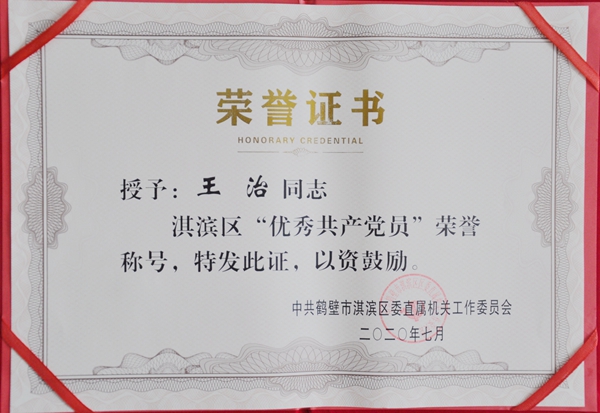 荣誉证书
HONORARY CREDENTIAL
授予：王 治 同志
淇滨区“优秀共产党员”荣誉
称号，特发此证，以资鼓励。
中共鹤壁市淇滨区委直属机关工作委员会
二〇二〇年七月